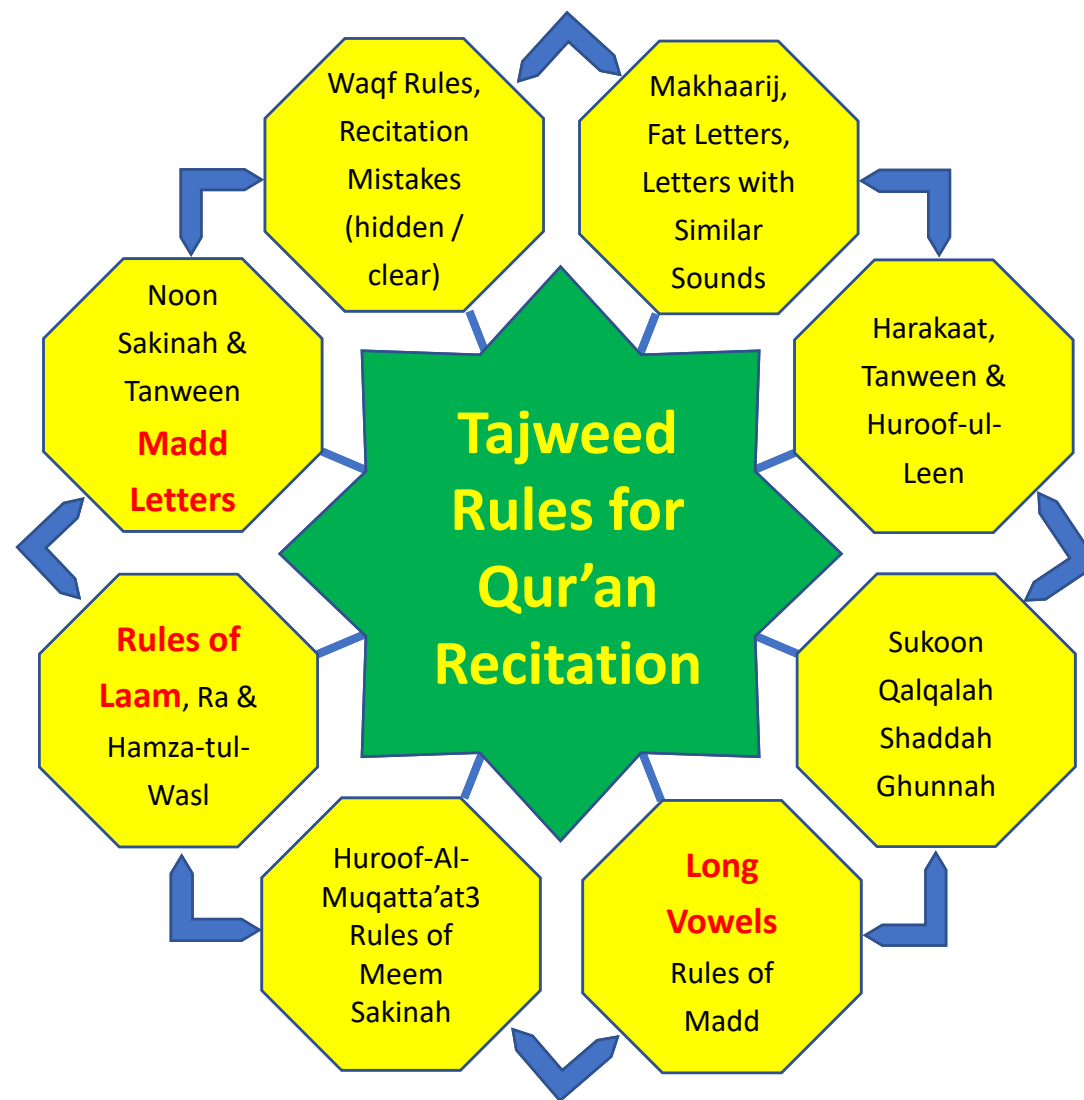 Tajweed
Rules for
Qur’an
Recitation
Makhaarij,
Fat Letters,
Letters with
Similar
Sounds
Harakaat,
Tanween &
Huroof-ul-
Leen
Sukoon
Qalqalah
Shaddah
Ghunnah
Long
Vowels
Rules of
Madd
Huroof-Al-
Muqatta’at3
Rules of
Meem
Sakinah
Rules of
Laam, Ra &
Hamza-tul-
Wasl
Noon
Sakinah &
Tanween
Madd
Letters
Waqf Rules,
Recitation
Mistakes
(hidden /
clear)